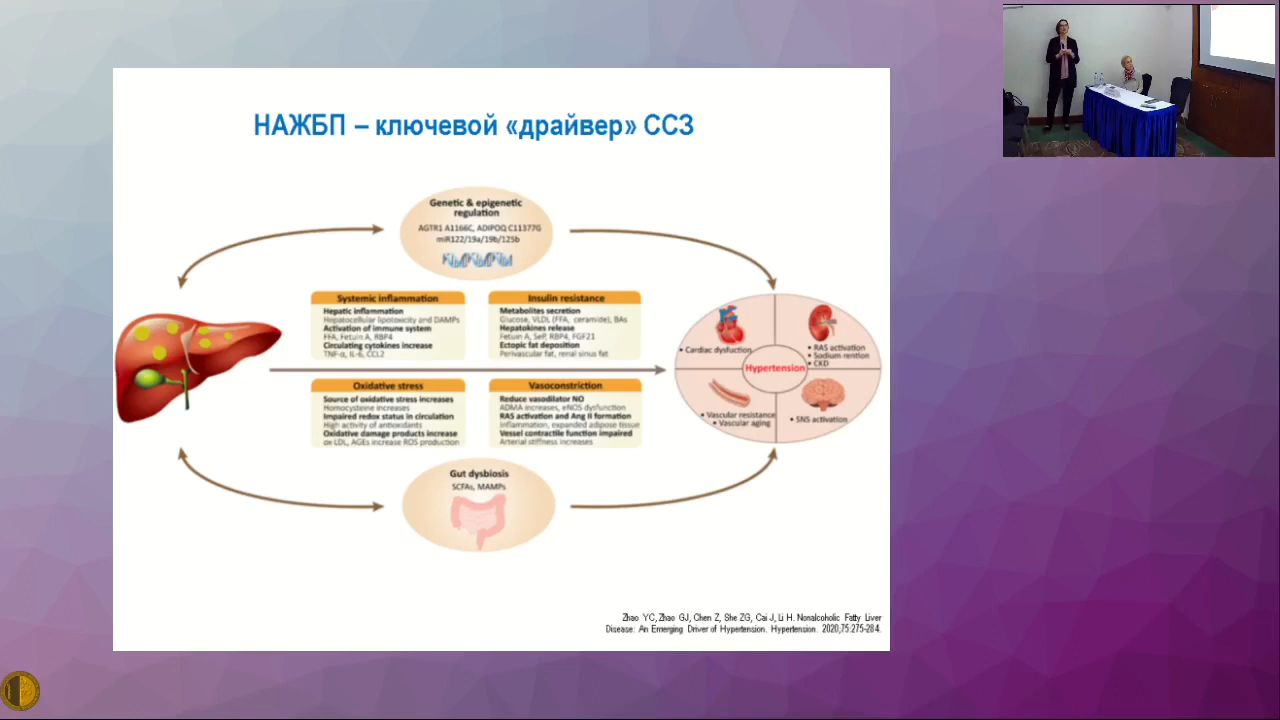 НАЖБП – ключевой «драйвер» ССЗ
Genetic & epigenetic
regulation
AGTR1 A1166C, ADIPOQ C11377G
miR122/19a/19b/125b
Systemic inflammation
Hepatic inflammation
Hepatocellular lipotoxicity and DAMPs
Activation of immune system
FFA, Fetuin A, RBP4
Circulating cytokines increase
TNF-α, IL-6, CCL2
Insulin resistance
Metabolites secretion
Glucose, VLDL (FFA, ceramide), BAs
Hepatokines release
Fetuin A, SeP, RBP4, FGF21
Ectopic fat deposition
Perivascular fat, renal sinus fat
Oxidative stress
Source of oxidative stress increases
Homocysteine increases
Impaired redox status in circulation
High activity of antioxidants
Oxidative damage products increase
ox-LDL, AGEs increase ROS production
Vasoconstriction
Reduce vasodilator NO
ADMA increases, eNOS dysfunction
RAS activation and Ang II formation
Inflammation, expanded adipose tissue
Vessel contractile function impaired
Arterial stiffness increases
• Cardiac dysfuction
• RAS activation
• Sodium rention
• CKD
Hypertension
• Vascular resistance
• Vascular aging
• SNS activation
Gut dysbiosis
SCFAs, MAMPs
Zhao YC, Zhao GJ, Chen Z, She ZG, Cai J, Li H. Nonalcoholic Fatty Liver
Disease: An Emerging Driver of Hypertension. Hypertension. 2020;75:275-284.